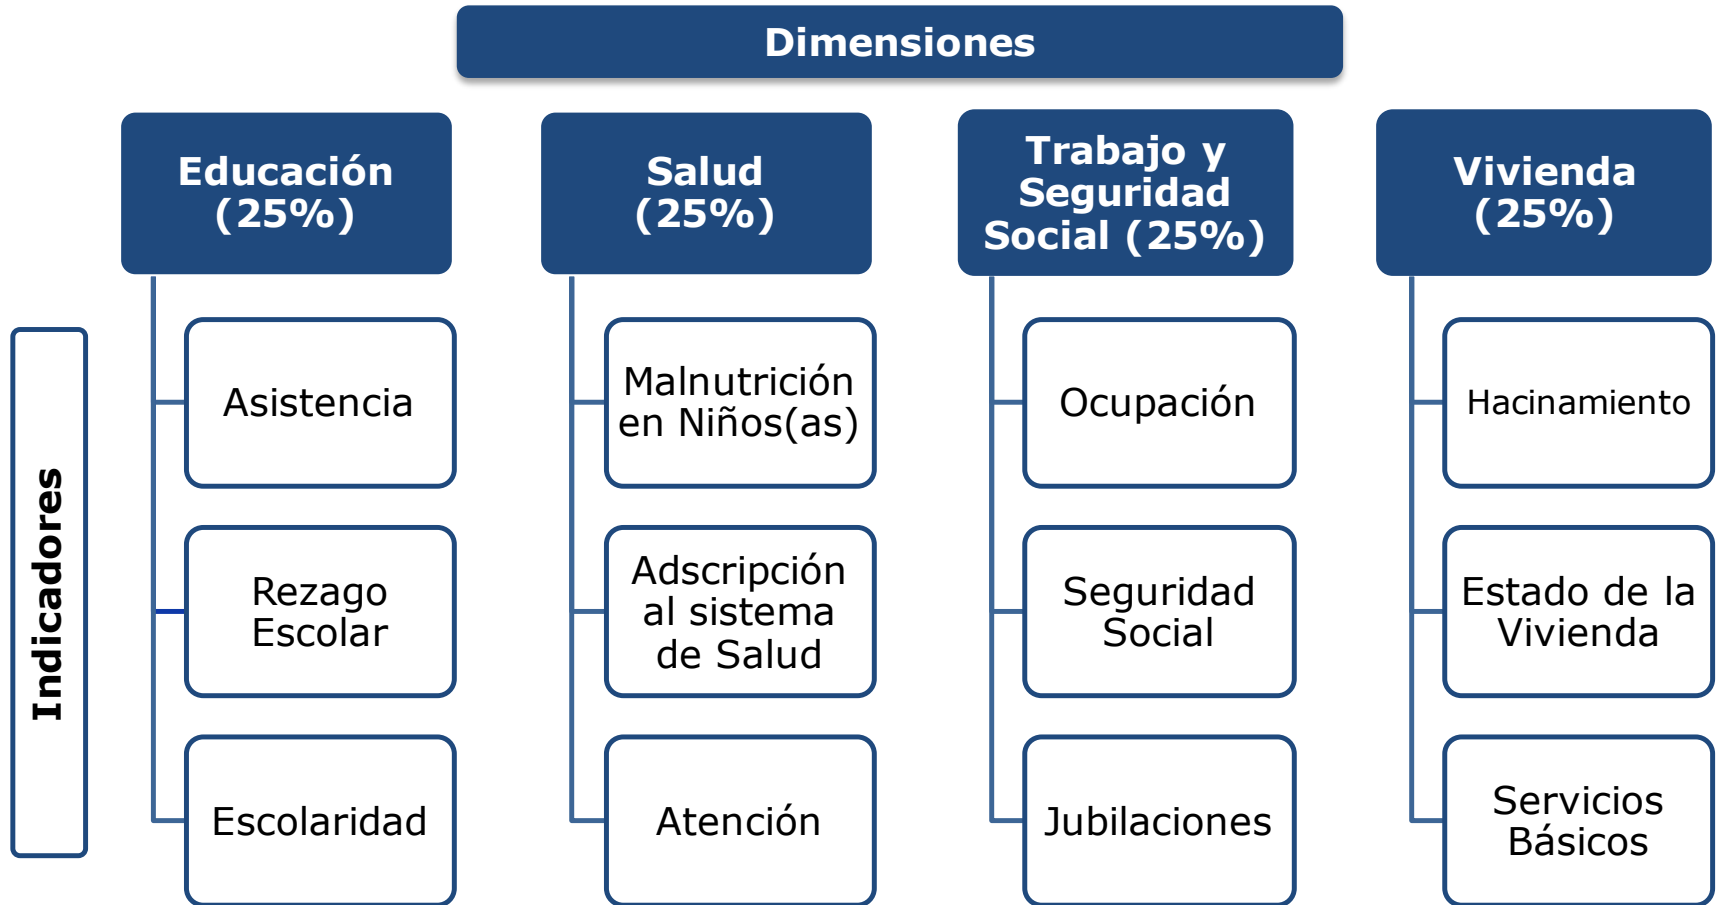 Dimensiones
Educación
(25%)
Salud
(25%)
Trabajo y
Seguridad
Social (25%)
Vivienda
(25%)
Indicadores
Asistencia
Malnutrición
en Niños(as)
Ocupación
Hacinamiento
Rezago
Escolar
Adscripción
al sistema
de Salud
Seguridad
Social
Estado de la
Vivienda
Escolaridad
Atención
Jubilaciones
Servicios
Básicos